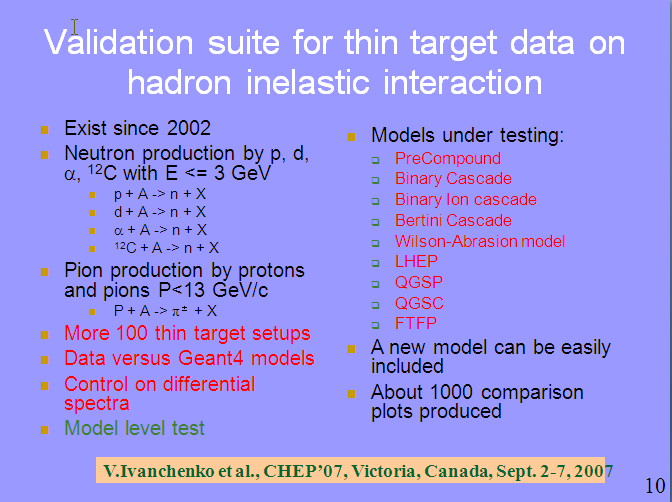 Validation suite for thin target data on
hadron inelastic interaction
Exist since 2002
Neutron production by p, d,
α, ¹²C with E <= 3 GeV
p + A -> n + X
d + A -> n + X
α + A -> n + X
¹²C + A -> n + X
Pion production by protons
and pions P<13 GeV/c
P + A -> π± + X
More 100 thin target setups
Data versus Geant4 models
Control on differential
spectra
Model level test
Models under testing:
PreCompound
Binary Cascade
Binary Ion cascade
Bertini Cascade
Wilson-Abrasion model
LHEP
QGSP
QGSC
FTFP
A new model can be easily
included
About 1000 comparison
plots produced
V.Ivanchenko et al., CHEP’07, Victoria, Canada, Sept. 2-7, 2007
10